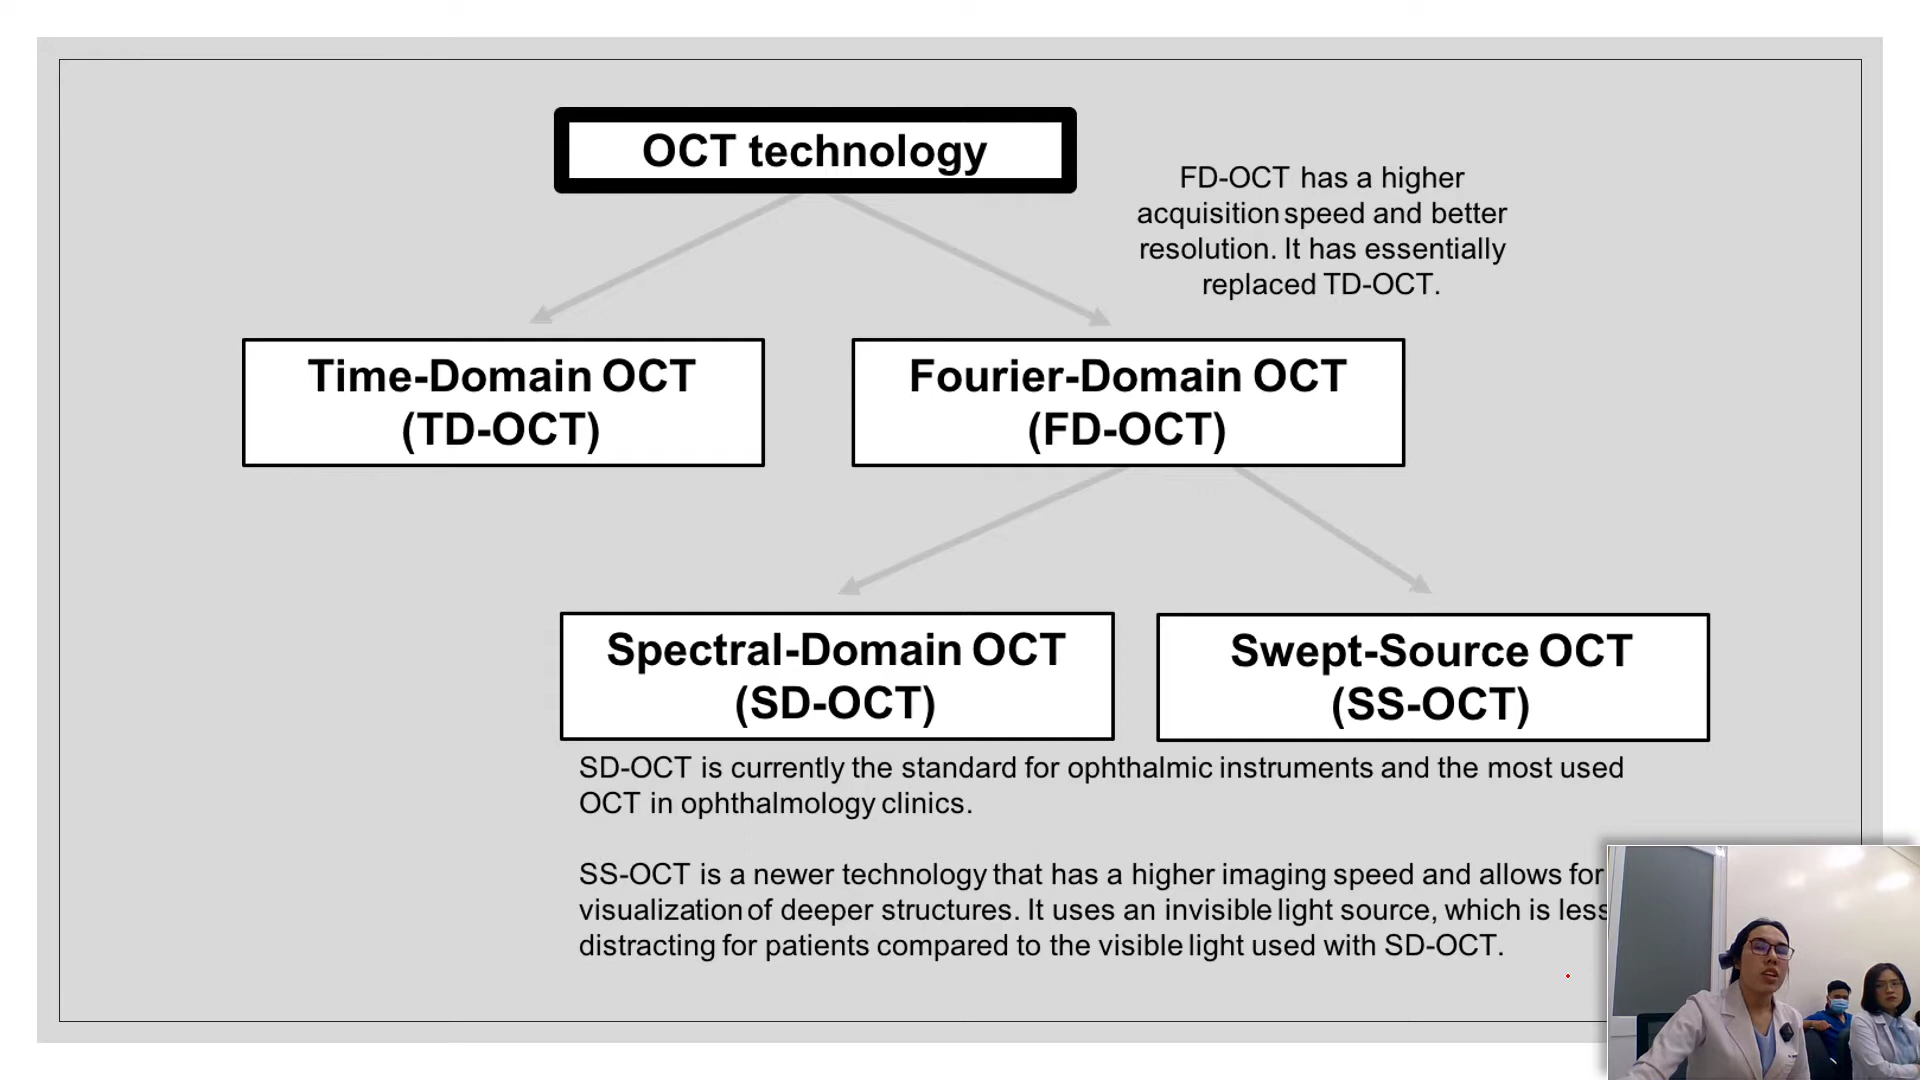 OCT technology
FD-OCT has a higher
acquisition speed and better
resolution. It has essentially
replaced TD-OCT.
Time-Domain OCT
(TD-OCT)
Fourier-Domain OCT
(FD-OCT)
Spectral-Domain OCT
(SD-OCT)
Swept-Source OCT
(SS-OCT)
SD-OCT is currently the standard for ophthalmic instruments and the most used
OCT in ophthalmology clinics.
SS-OCT is a newer technology that has a higher imaging speed and allows for
visualization of deeper structures. It uses an invisible light source, which is less
distracting for patients compared to the visible light used with SD-OCT.